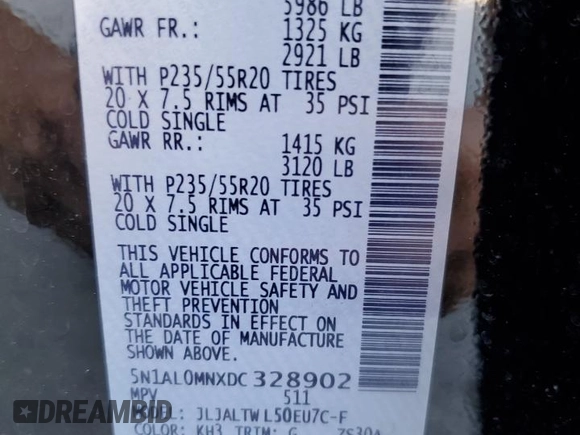 5986 LB
GAWR FR.: 1325 KG
2921 LB
WITH P235/55R20 TIRES
20 X 7.5 RIMS AT 35 PSI
COLD SINGLE
GAWR RR.: 1415 KG
3120 LB
WITH P235/55R20 TIRES
20 X 7.5 RIMS AT 35 PSI
COLD SINGLE
THIS VEHICLE CONFORMS TO
ALL APPLICABLE FEDERAL
MOTOR VEHICLE SAFETY AND
THEFT PREVENTION
STANDARDS IN EFFECT ON
THE DATE OF MANUFACTURE
SHOWN ABOVE.
5N1AL0MNXDC 328902
MPV 511
MODEL: JLJALTWL50EU7C-F
COLOR: KH3 TRIM: G